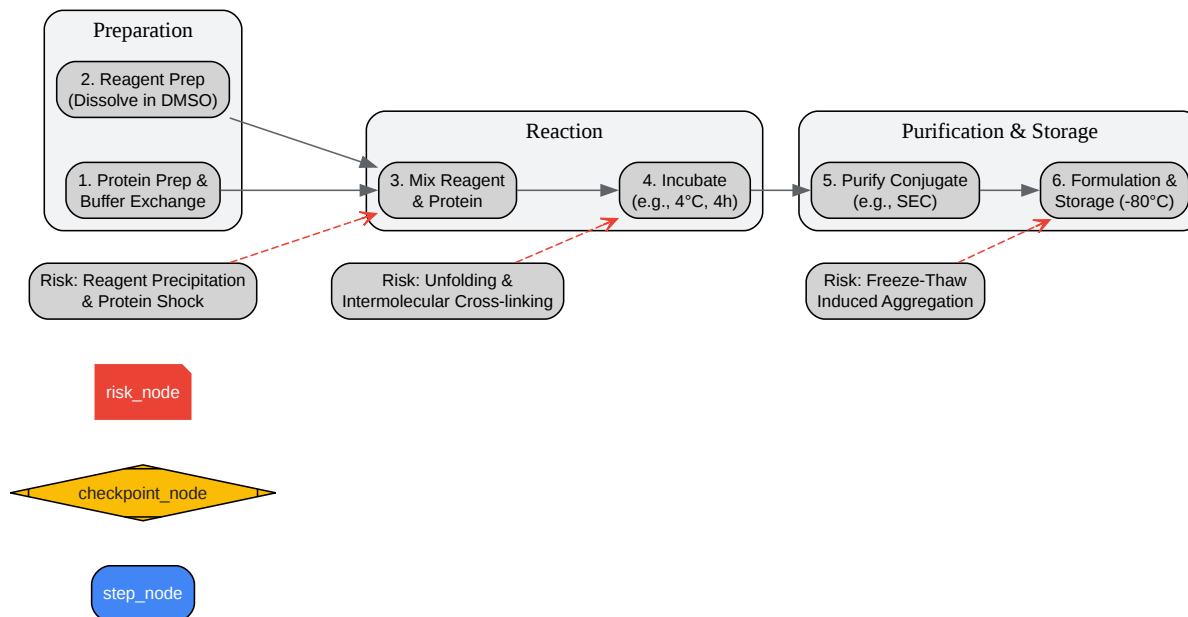 Preparation
2. Reagent Prep
(Dissolve in DMSO)
1. Protein Prep &
Buffer Exchange
Reaction
3. Mix Reagent
& Protein
4. Incubate
(e.g., 4°C, 4h)
Purification & Storage
5. Purify Conjugate
(e.g., SEC)
6. Formulation &
Storage (-80°C)
Risk: Reagent Precipitation
& Protein Shock
Risk: Unfolding &
Intermolecular Cross-linking
Risk: Freeze-Thaw
Induced Aggregation
risk_node
checkpoint_node
step_node